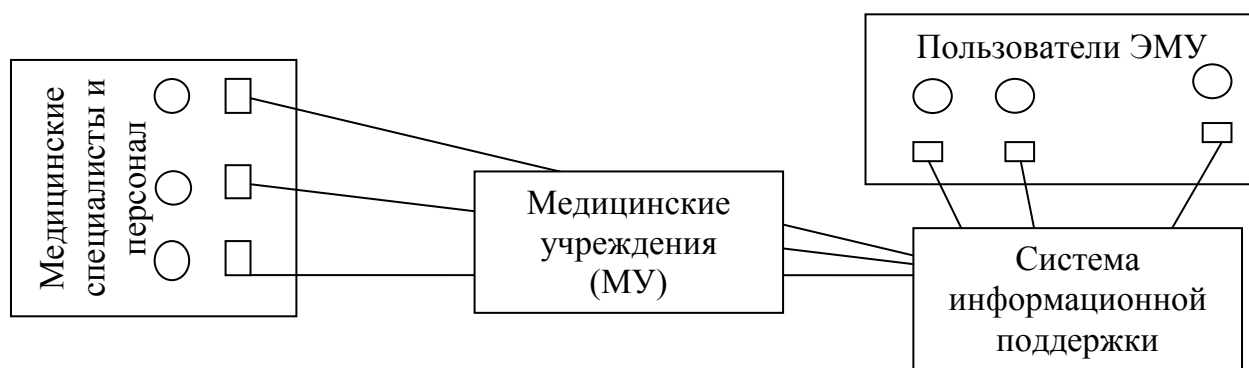 Медицинские
специалисты и
персонал
Медицинские
учреждения
(МУ)
Пользователи ЭМУ
Система
информационной
поддержки